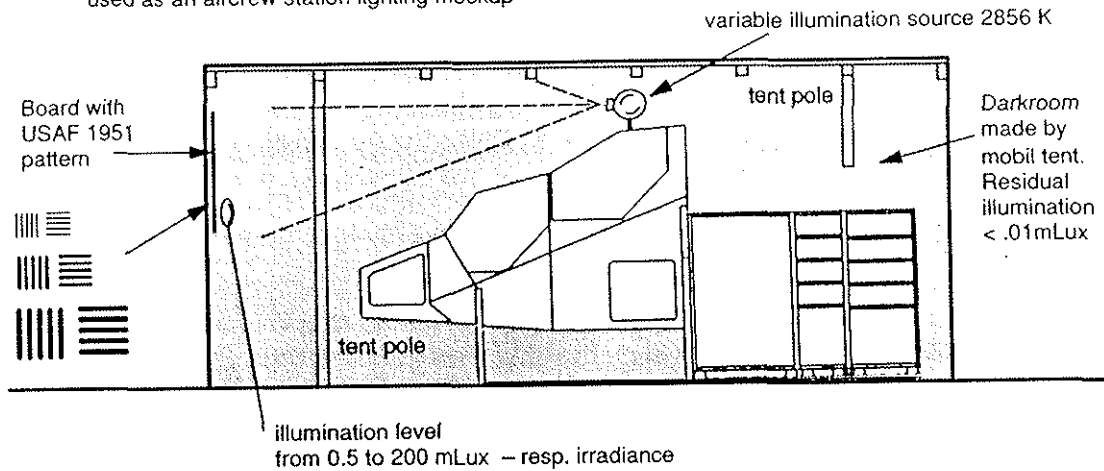 used as an aircrew station lighting mockup
variable illumination source 2856 K
Board with
USAF 1951
pattern
tent pole
Darkroom
made by
mobil tent.
Residual
illumination
< .01mLux
tent pole
illumination level
from 0.5 to 200 mLux – resp. irradiance